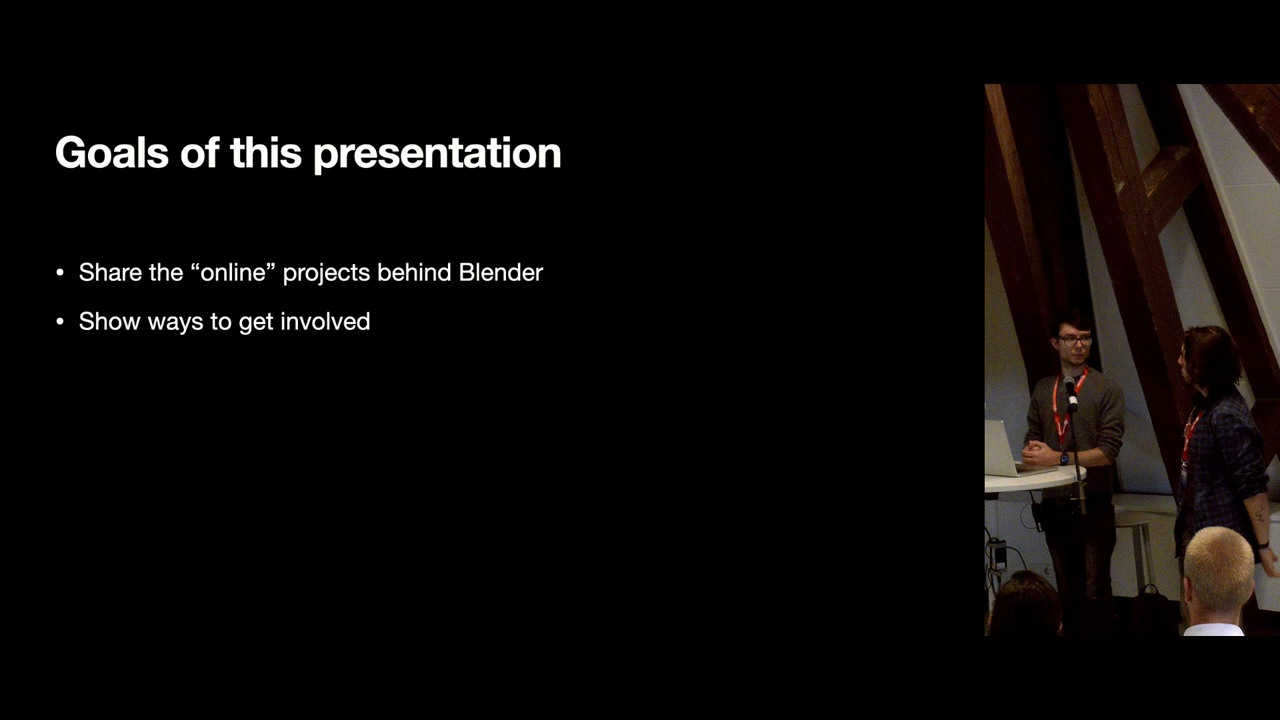 Goals of this presentation
• Share the “online” projects behind Blender
• Show ways to get involved